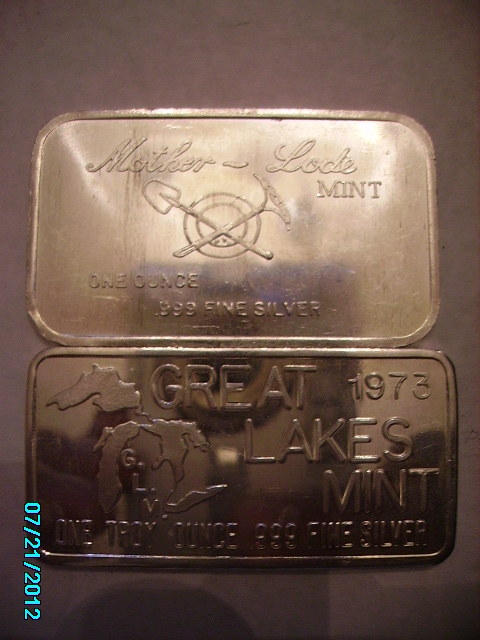 Mother - Lode
MINT
ONE OUNCE
.999 FINE SILVER
GREAT 1973
LAKES
MINT
G.
L.
M.
ONE TROY OUNCE .999 FINE SILVER
07/21/2012